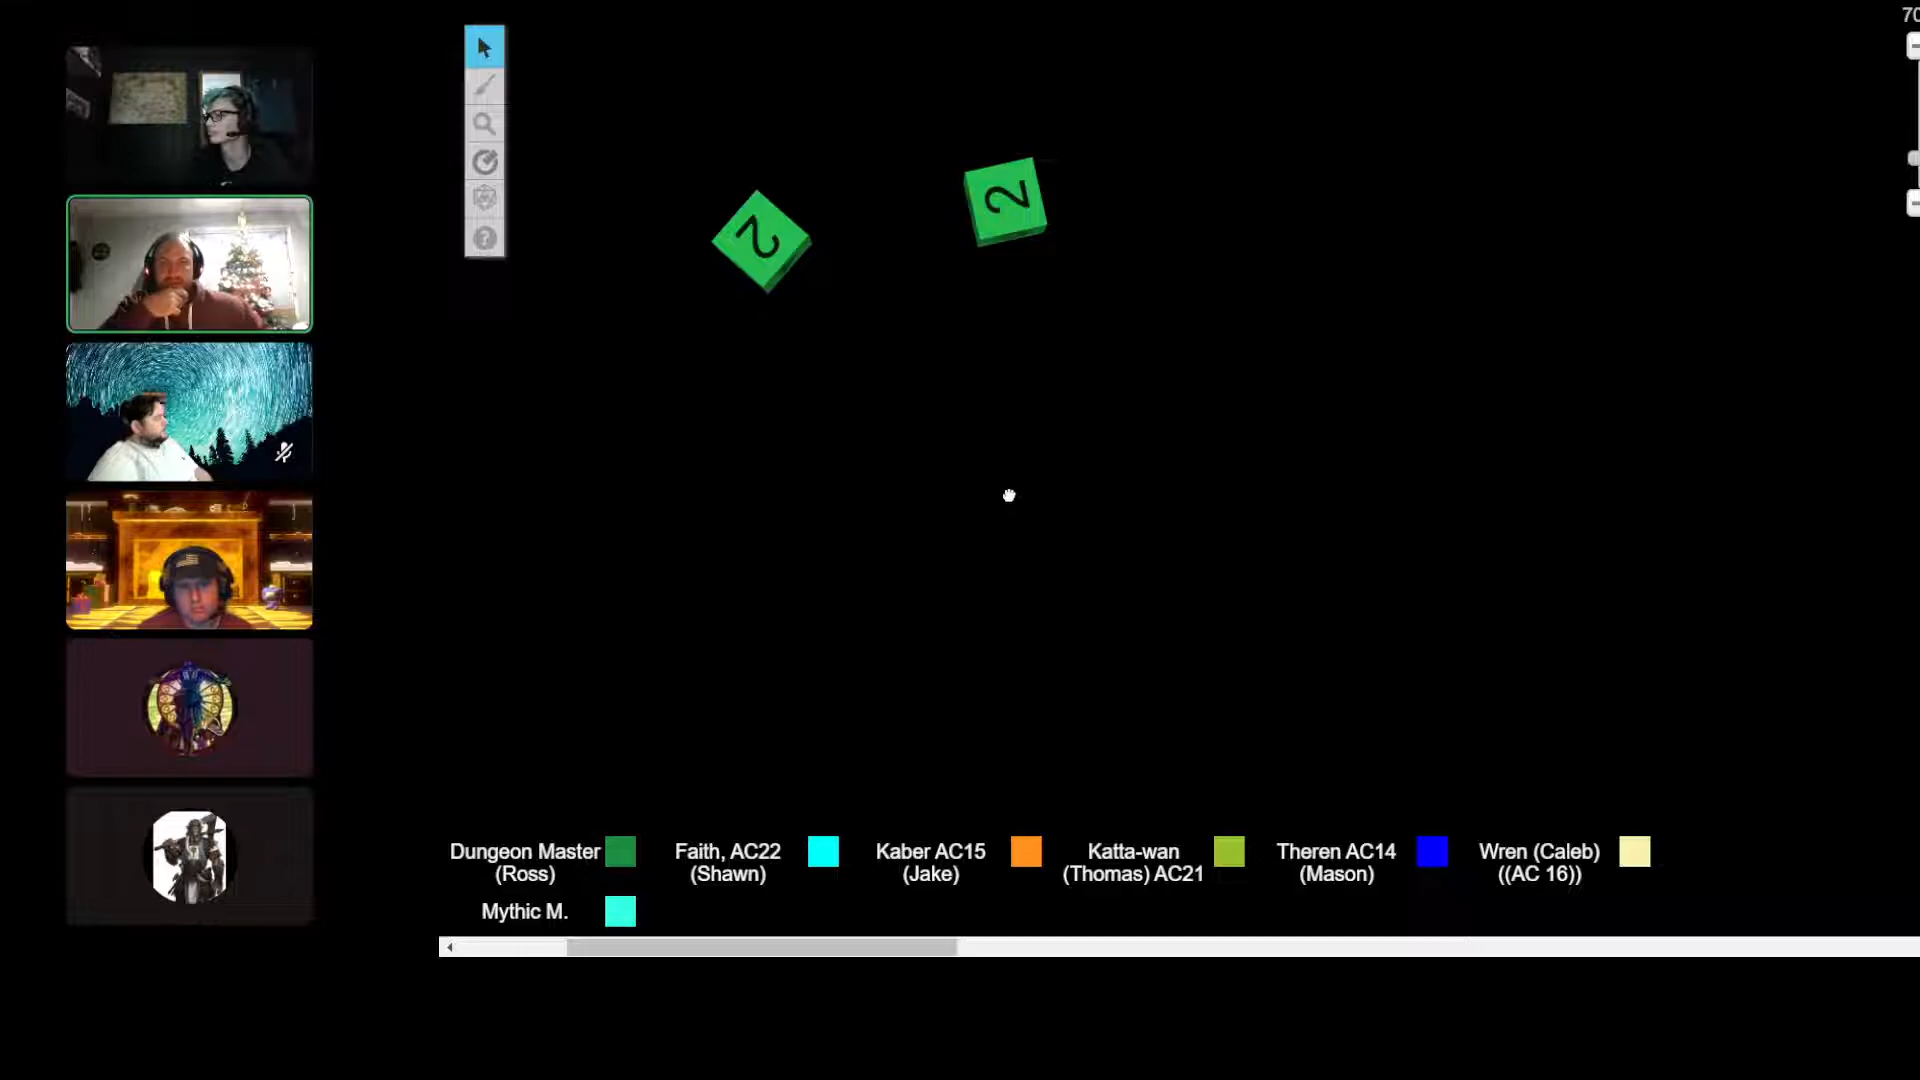 70
2
2
Dungeon Master
(Ross)
Faith, AC22
(Shawn)
Kaber AC15
(Jake)
Katta-wan
(Thomas) AC21
Theren AC14
(Mason)
Wren (Caleb)
((AC 16))
Mythic M.